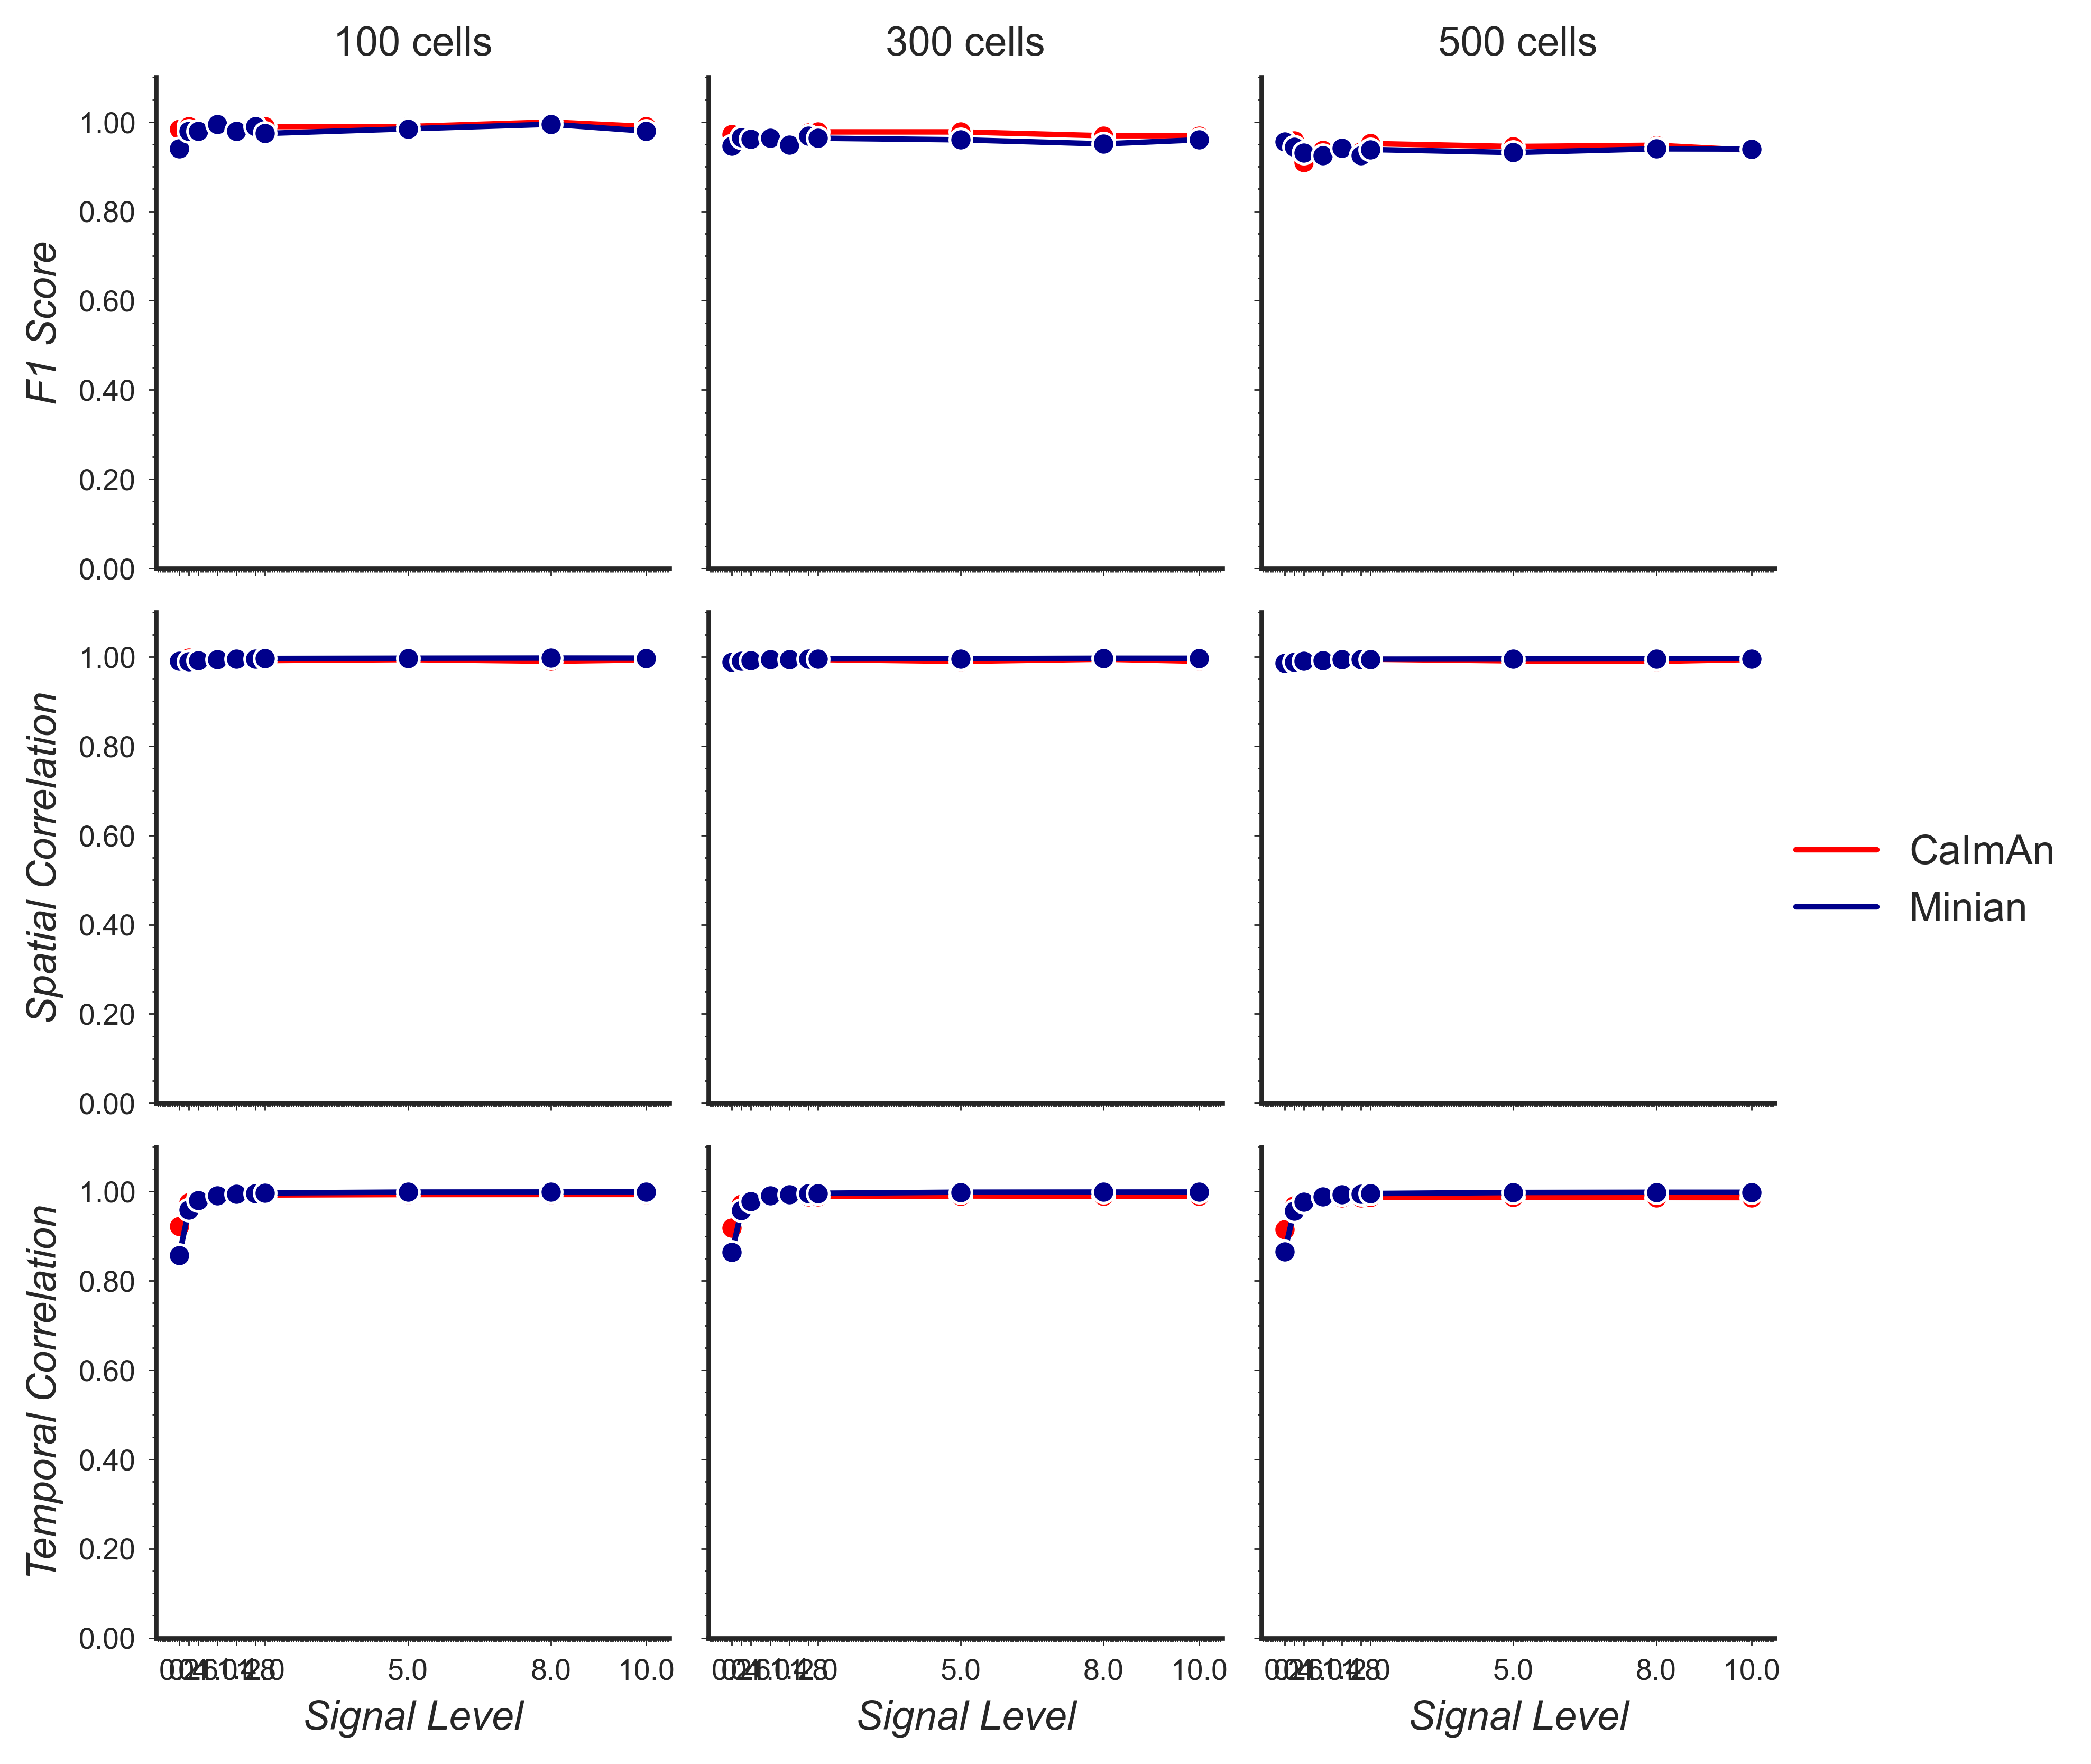 100 cells 300 cells 500 cells
F1 Score
1.00
0.80
0.60
0.40
0.20
0.00
Spatial Correlation
1.00
0.80
0.60
0.40
0.20
0.00
CaImAn
Minian
Temporal Correlation
1.00
0.80
0.60
0.40
0.20
0.00
5.0 8.0 10.0 5.0 8.0 10.0 5.0 8.0 10.0
Signal Level Signal Level Signal Level